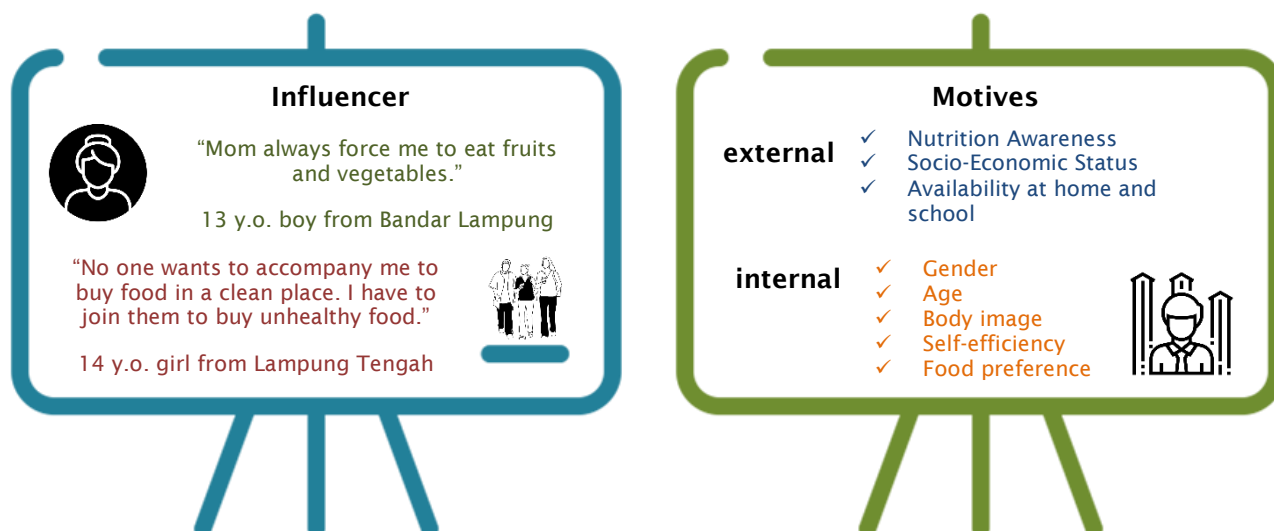 Influencer
“Mom always force me to eat fruits
and vegetables.”
13 y.o. boy from Bandar Lampung
“No one wants to accompany me to
buy food in a clean place. I have to
join them to buy unhealthy food.”
14 y.o. girl from Lampung Tengah
Motives
external
✓ Nutrition Awareness
✓ Socio-Economic Status
✓ Availability at home and
school
internal
✓ Gender
✓ Age
✓ Body image
✓ Self-efficiency
✓ Food preference